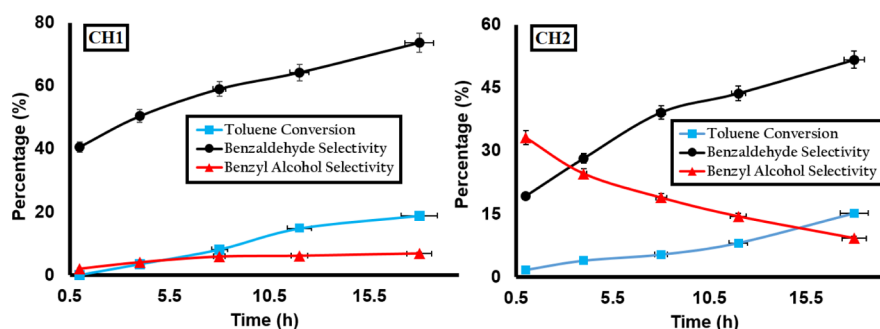 CH1
Percentage (%)
80
60
40
20
0
Toluene Conversion
Benzaldehyde Selectivity
Benzyl Alcohol Selectivity
0.5 5.5 10.5 15.5
Time (h)
CH2
Percentage (%)
60
45
30
15
0
Toluene Conversion
Benzaldehyde Selectivity
Benzyl Alcohol Selectivity
0.5 5.5 10.5 15.5
Time (h)